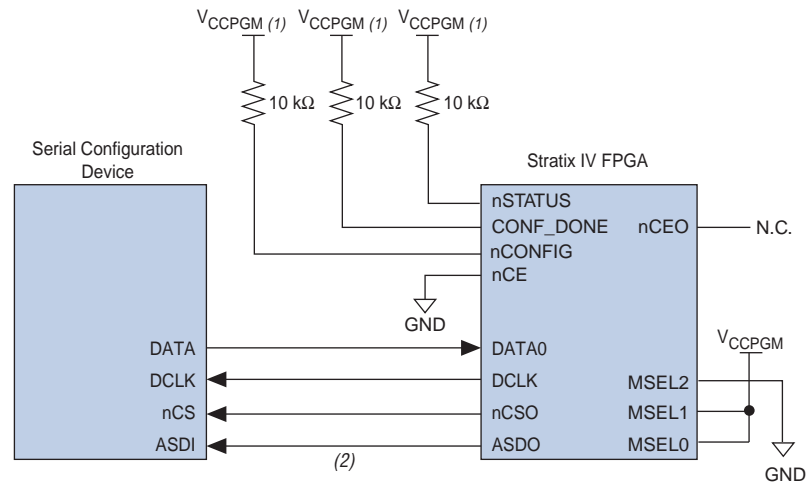 VCCPGM (1) VCCPGM (1) VCCPGM (1)
10 kΩ 10 kΩ 10 kΩ
Serial Configuration
Device
Stratix IV FPGA
nSTATUS
CONF_DONE nCEO N.C.
nCONFIG
nCE
GND
DATA DATA0
VCCPGM
DCLK DCLK MSEL2
nCS nCSO MSEL1
ASDI (2) ASDO MSEL0
GND